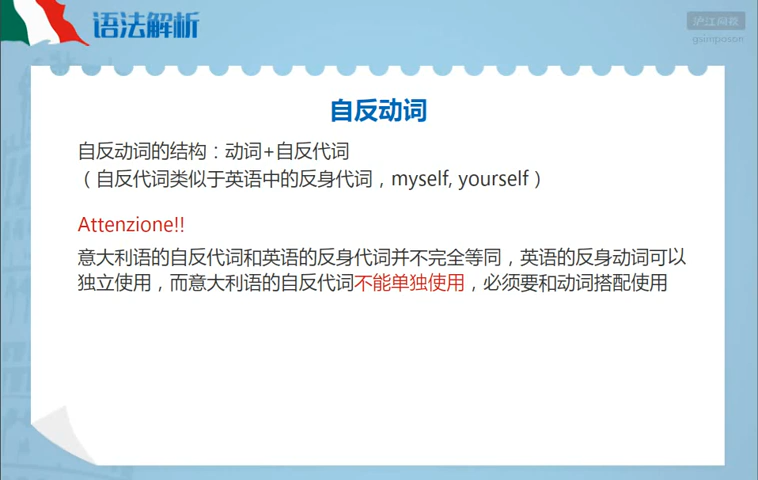 语法解析
沪江网校
gsimposon
自反动词
自反动词的结构：动词+自反代词
（自反代词类似于英语中的反身代词，myself, yourself）
Attenzione!!
意大利语的自反代词和英语的反身代词并不完全等同，英语的反身动词可以
独立使用，而意大利语的自反代词不能单独使用，必须要和动词搭配使用